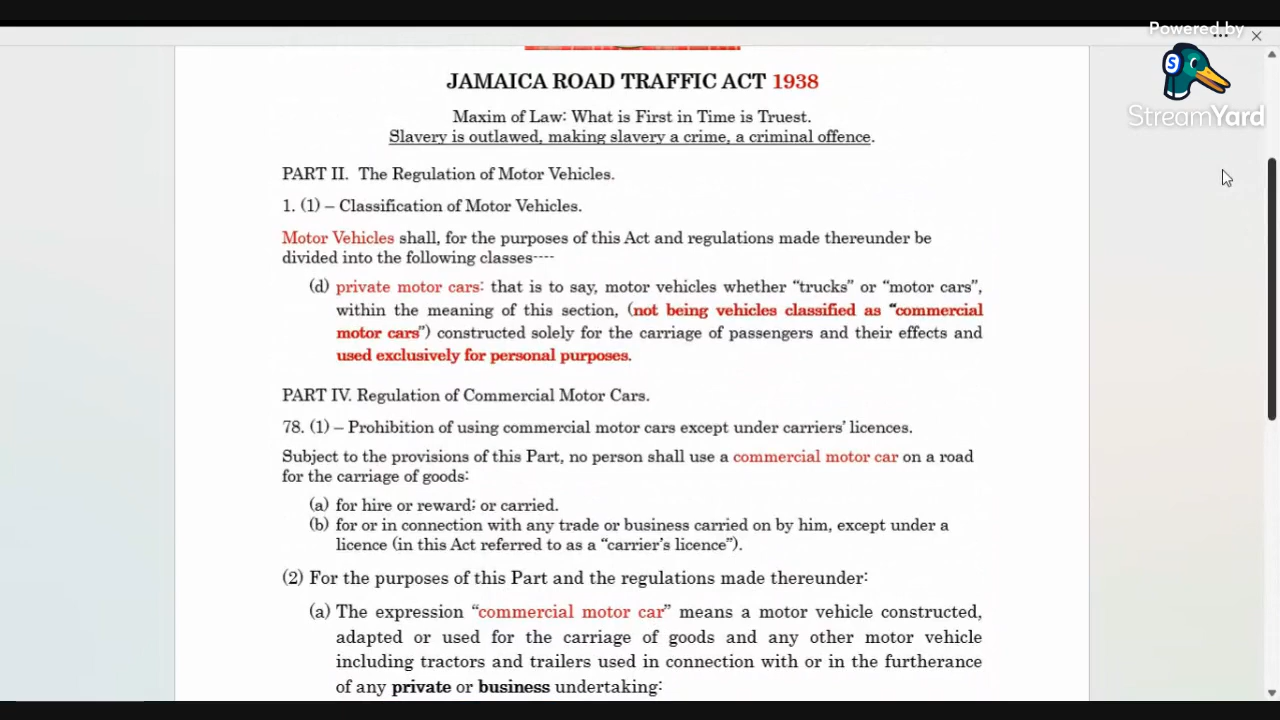 Powered by
StreamYard
JAMAICA ROAD TRAFFIC ACT 1938
Maxim of Law: What is First in Time is Truest.
Slavery is outlawed, making slavery a crime, a criminal offence.
PART II. The Regulation of Motor Vehicles.
1. (1) – Classification of Motor Vehicles.
Motor Vehicles shall, for the purposes of this Act and regulations made thereunder be
divided into the following classes----
(d) private motor cars: that is to say, motor vehicles whether “trucks” or “motor cars”,
within the meaning of this section, (not being vehicles classified as “commercial
motor cars”) constructed solely for the carriage of passengers and their effects and
used exclusively for personal purposes.
PART IV. Regulation of Commercial Motor Cars.
78. (1) – Prohibition of using commercial motor cars except under carriers’ licences.
Subject to the provisions of this Part, no person shall use a commercial motor car on a road
for the carriage of goods:
(a) for hire or reward; or carried.
(b) for or in connection with any trade or business carried on by him, except under a
licence (in this Act referred to as a “carrier’s licence”).
(2) For the purposes of this Part and the regulations made thereunder:
(a) The expression “commercial motor car” means a motor vehicle constructed,
adapted or used for the carriage of goods and any other motor vehicle
including tractors and trailers used in connection with or in the furtherance
of any private or business undertaking: